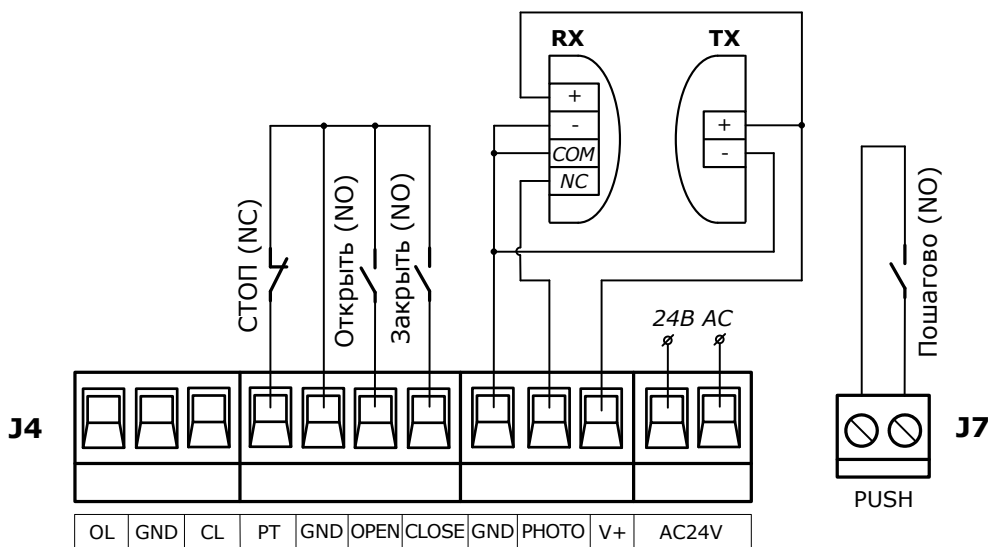 RX
TX
+
-
COM
NC
+
-
СТОП (NC)
Открыть (NO)
Закрыть (NO)
24В AC
Пошагово (NO)
J4
J7
PUSH
OL GND CL PT GND OPEN CLOSE GND PHOTO V+ AC24V